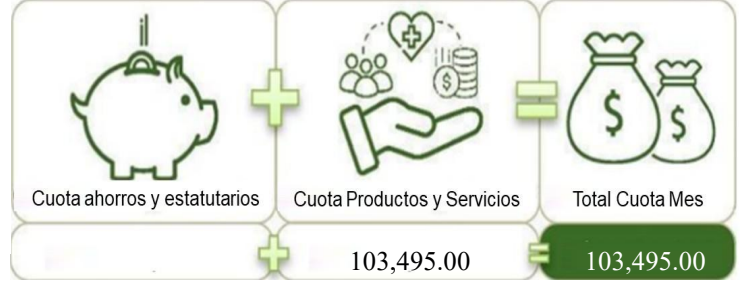 Cuota ahorros y estatutarios Cuota Productos y Servicios Total Cuota Mes
103,495.00 103,495.00